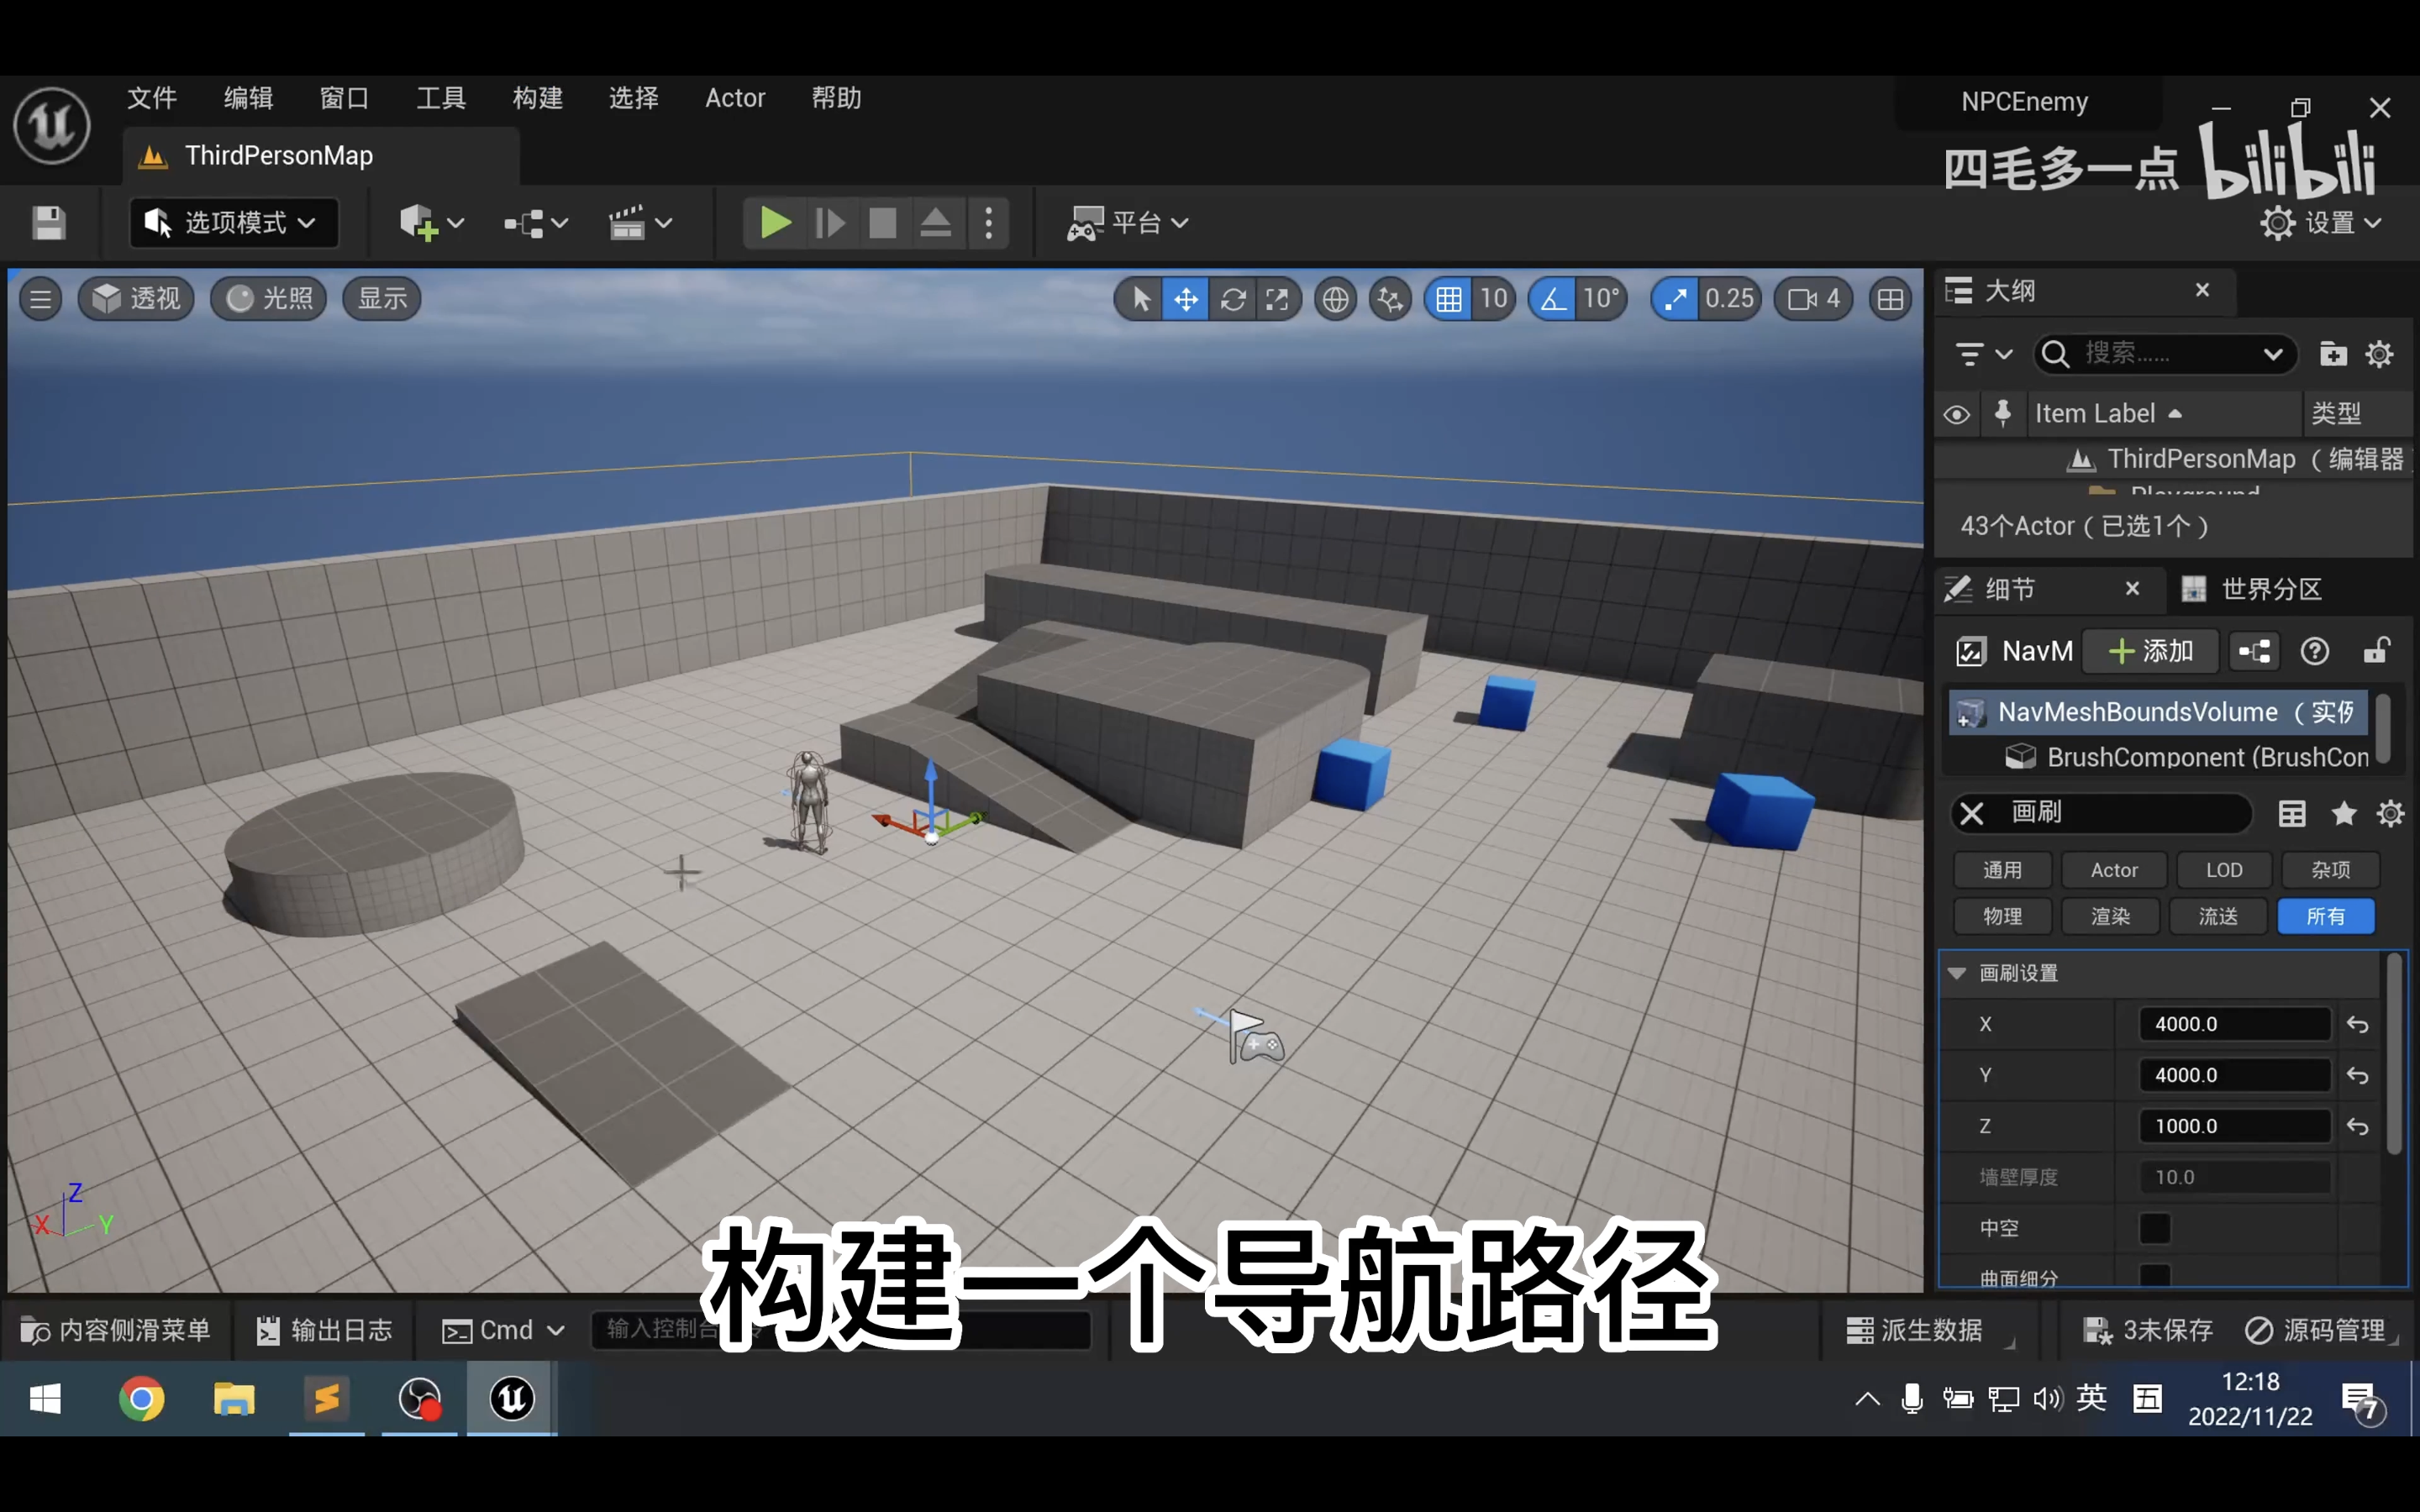 文件 编辑 窗口 工具 构建 选择 Actor 帮助
NPCEnemy
ThirdPersonMap
四毛多一点 bilibili
选项模式
平台
设置
透视 光照 显示
10 10° 0.25 4
大纲
搜索……
Item Label 类型
ThirdPersonMap （编辑器
43个Actor（已选1个）
细节 世界分区
NavM 添加
NavMeshBoundsVolume （实例
BrushComponent (BrushCon
画刷
通用 Actor LOD 杂项
物理 渲染 流送 所有
画刷设置
X 4000.0
Y 4000.0
Z 1000.0
墙壁厚度 10.0
中空
曲面细分
Z
X Y
构建一个导航路径
内容侧滑菜单 输出日志 Cmd 输入控制台
派生数据 3未保存 源码管理
英 五
12:18
2022/11/22
7